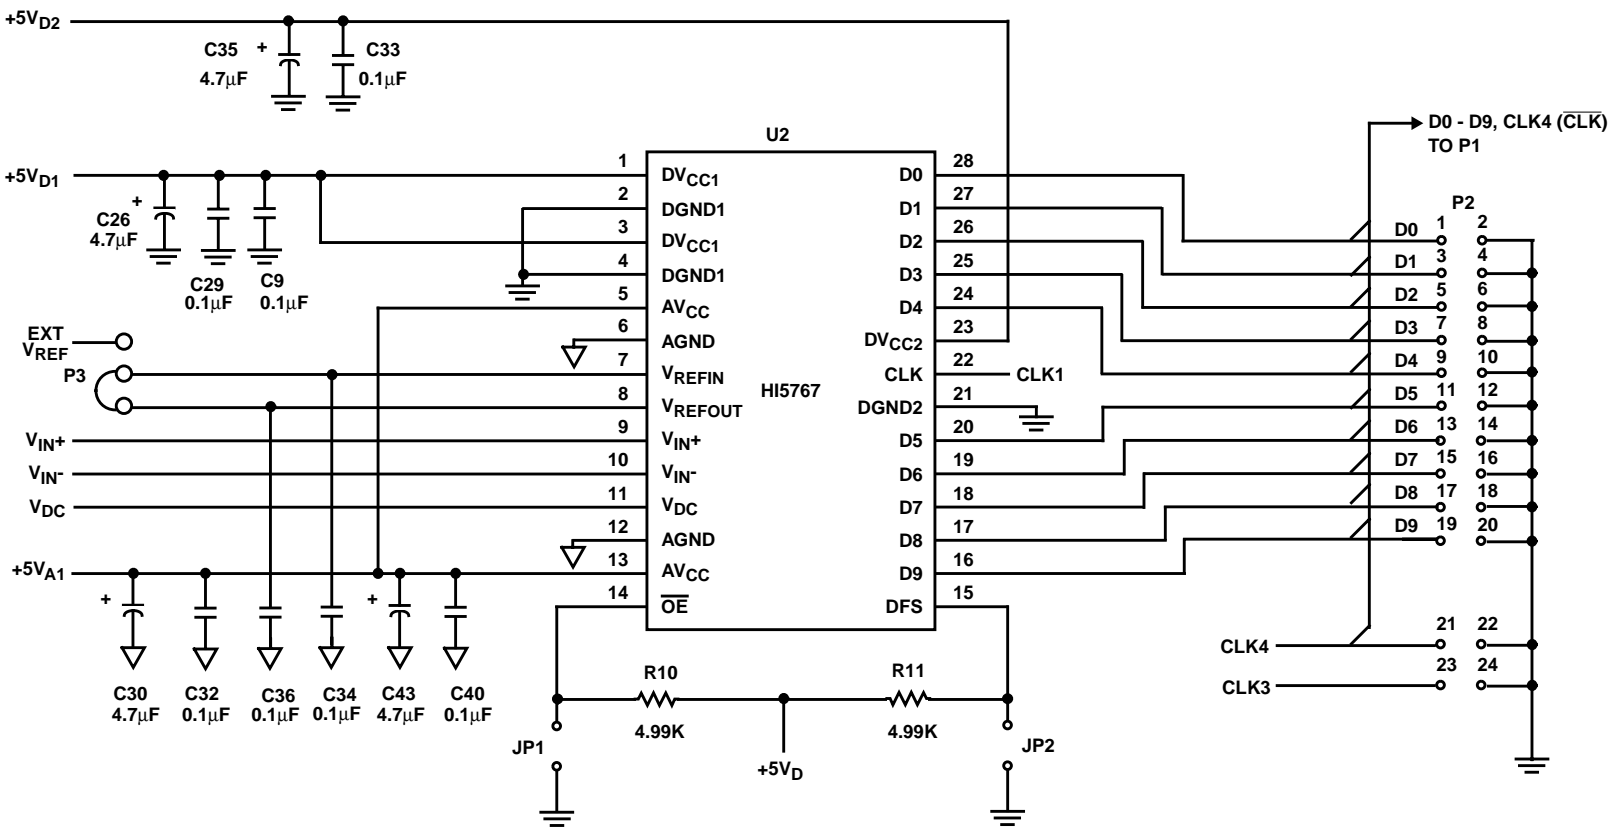 +5VD2
C35 + C33
4.7µF 0.1µF
D0 - D9, CLK4 (CLK)
TO P1
U2
+5VD1
+
C26
4.7µF
C29
0.1µF
C9
0.1µF
EXT
VREF
P3
VIN+
VIN-
VDC
+5VA1
1 DVCC1
2 DGND1
3 DVCC1
4 DGND1
5 AVCC
6 AGND
7 VREFIN
8 VREFOUT
9 VIN+
10 VIN-
11 VDC
12 AGND
13 AVCC
14 OE
HI5767
D0 28
D1 27
D2 26
D3 25
D4 24
DVCC2 23
CLK 22 CLK1
DGND2 21
D5 20
D6 19
D7 18
D8 17
D9 16
DFS 15
P2
D0 1 2
D1 3 4
D2 5 6
D3 7 8
D4 9 10
D5 11 12
D6 13 14
D7 15 16
D8 17 18
D9 19 20
CLK4 21 22
CLK3 23 24
+ +
C30 C32 C36 C34 C43 C40
4.7µF 0.1µF 0.1µF 0.1µF 4.7µF 0.1µF
R10 R11
4.99K 4.99K
JP1 JP2
+5VD